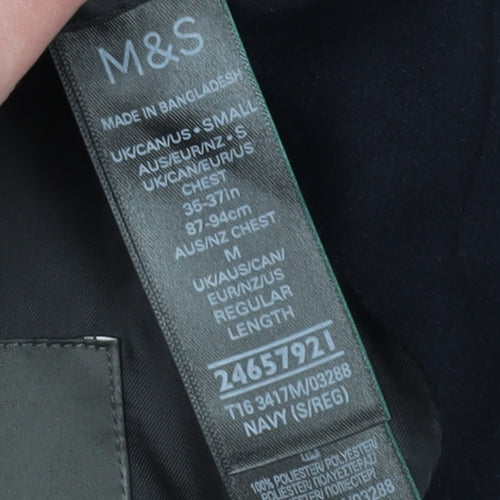 M&S
MADE IN BANGLADESH
UK/CAN/US • SMALL
AUS/EUR/NZ • S
UK/CAN/EUR/US
CHEST
35-37in
87-94cm
AUS/NZ CHEST
M
UK/AUS/CAN/
EUR/NZ/US
REGULAR
LENGTH
24657921
T16 3417M/03288
NAVY (S/REG)
100% POLIESTER/ POLYESTER/
03288